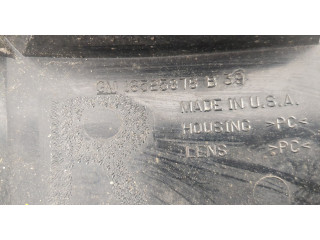 GM
MADE IN U.S.A.
HOUSING >PC<
LENS >PC<
R